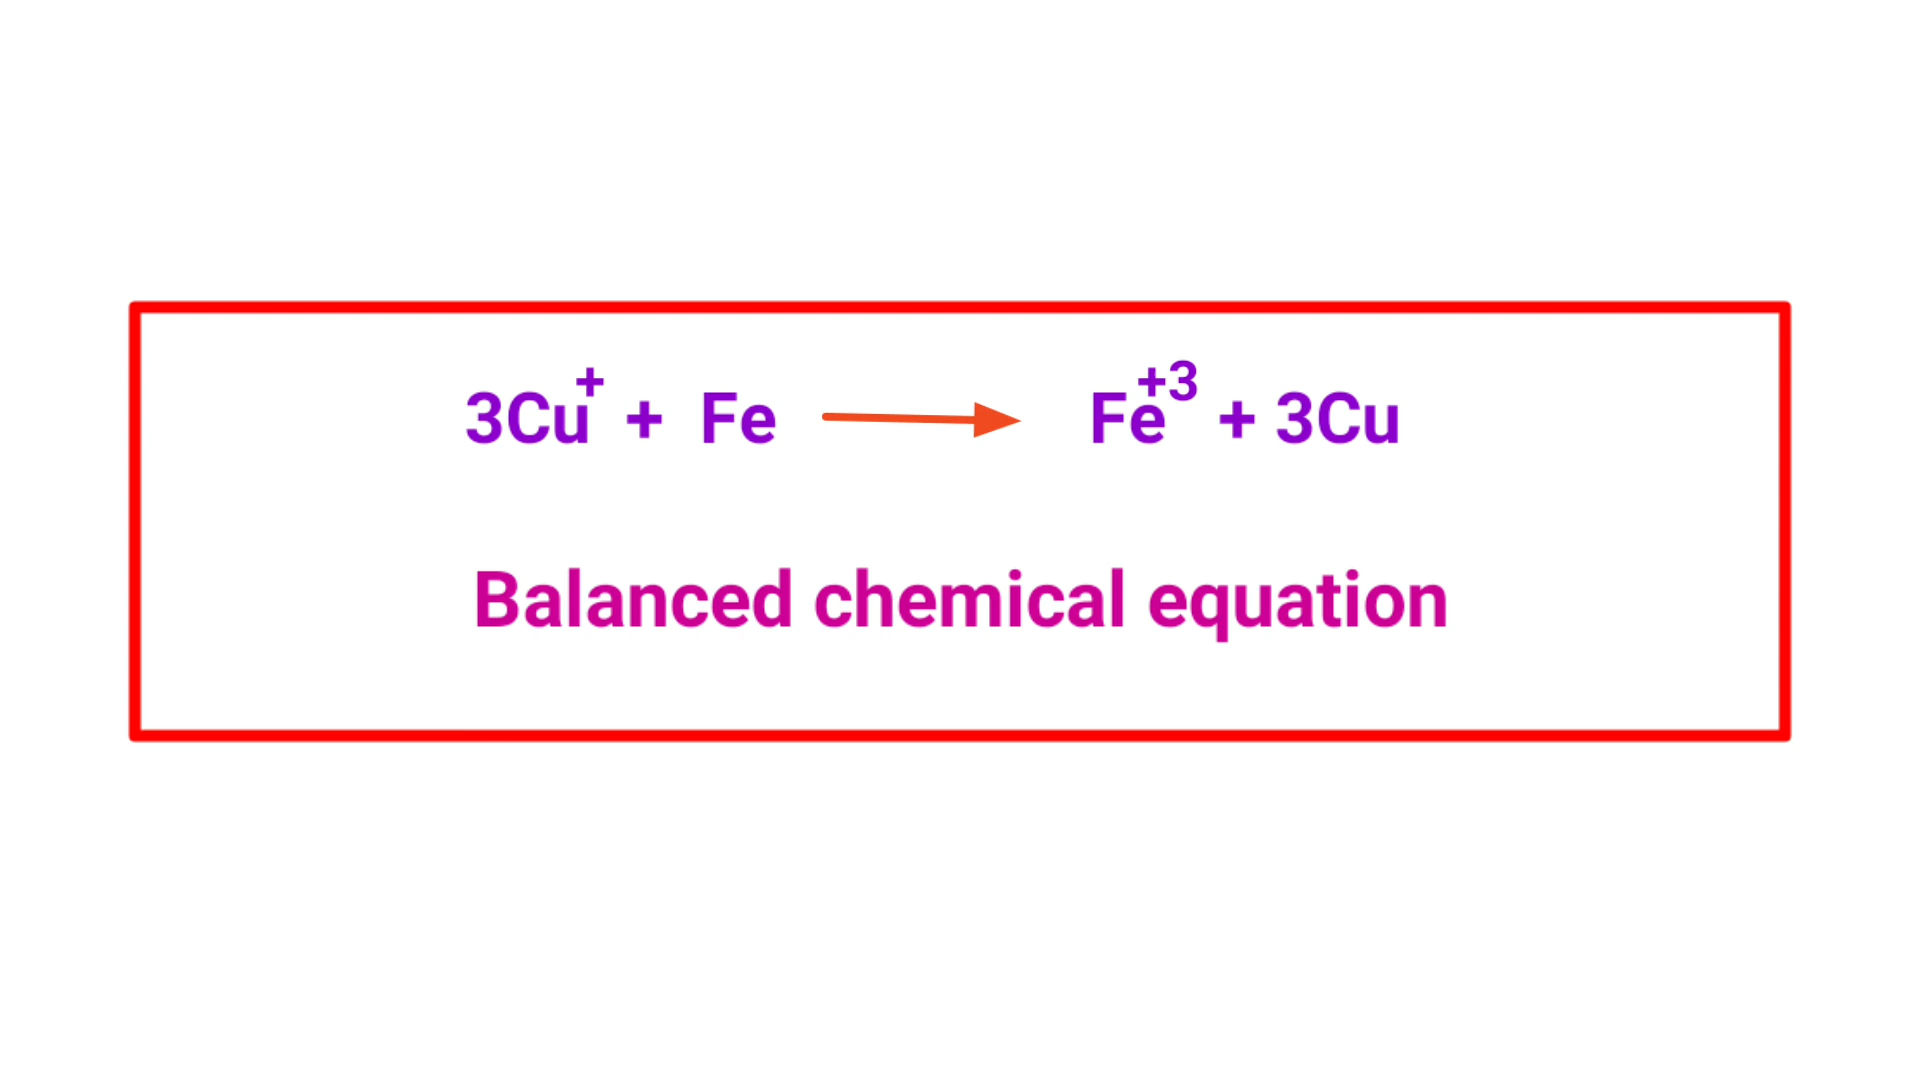 3Cu⁺ + Fe ⟶ Fe⁺³ + 3Cu
Balanced chemical equation